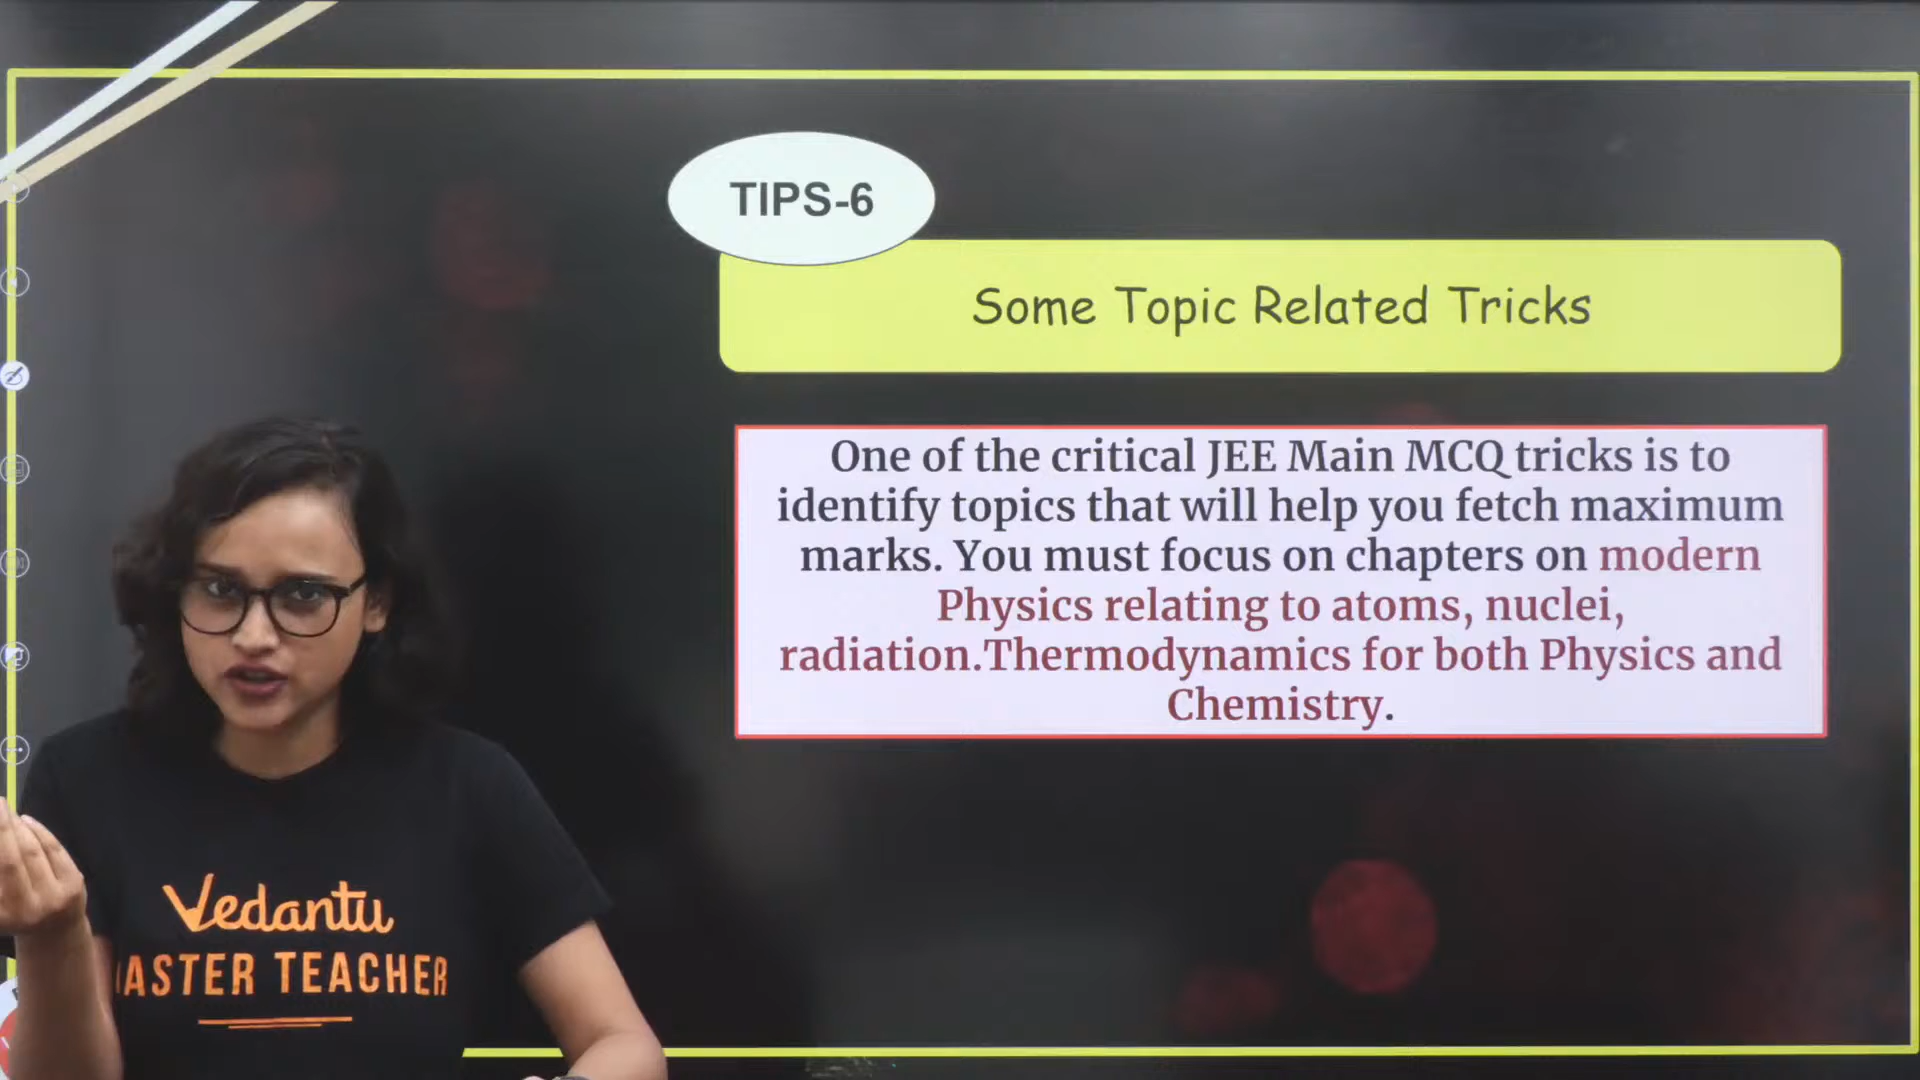 TIPS-6
Some Topic Related Tricks
One of the critical JEE Main MCQ tricks is to
identify topics that will help you fetch maximum
marks. You must focus on chapters on modern
Physics relating to atoms, nuclei,
radiation.Thermodynamics for both Physics and
Chemistry.
Vedantu
ASTER TEACHER